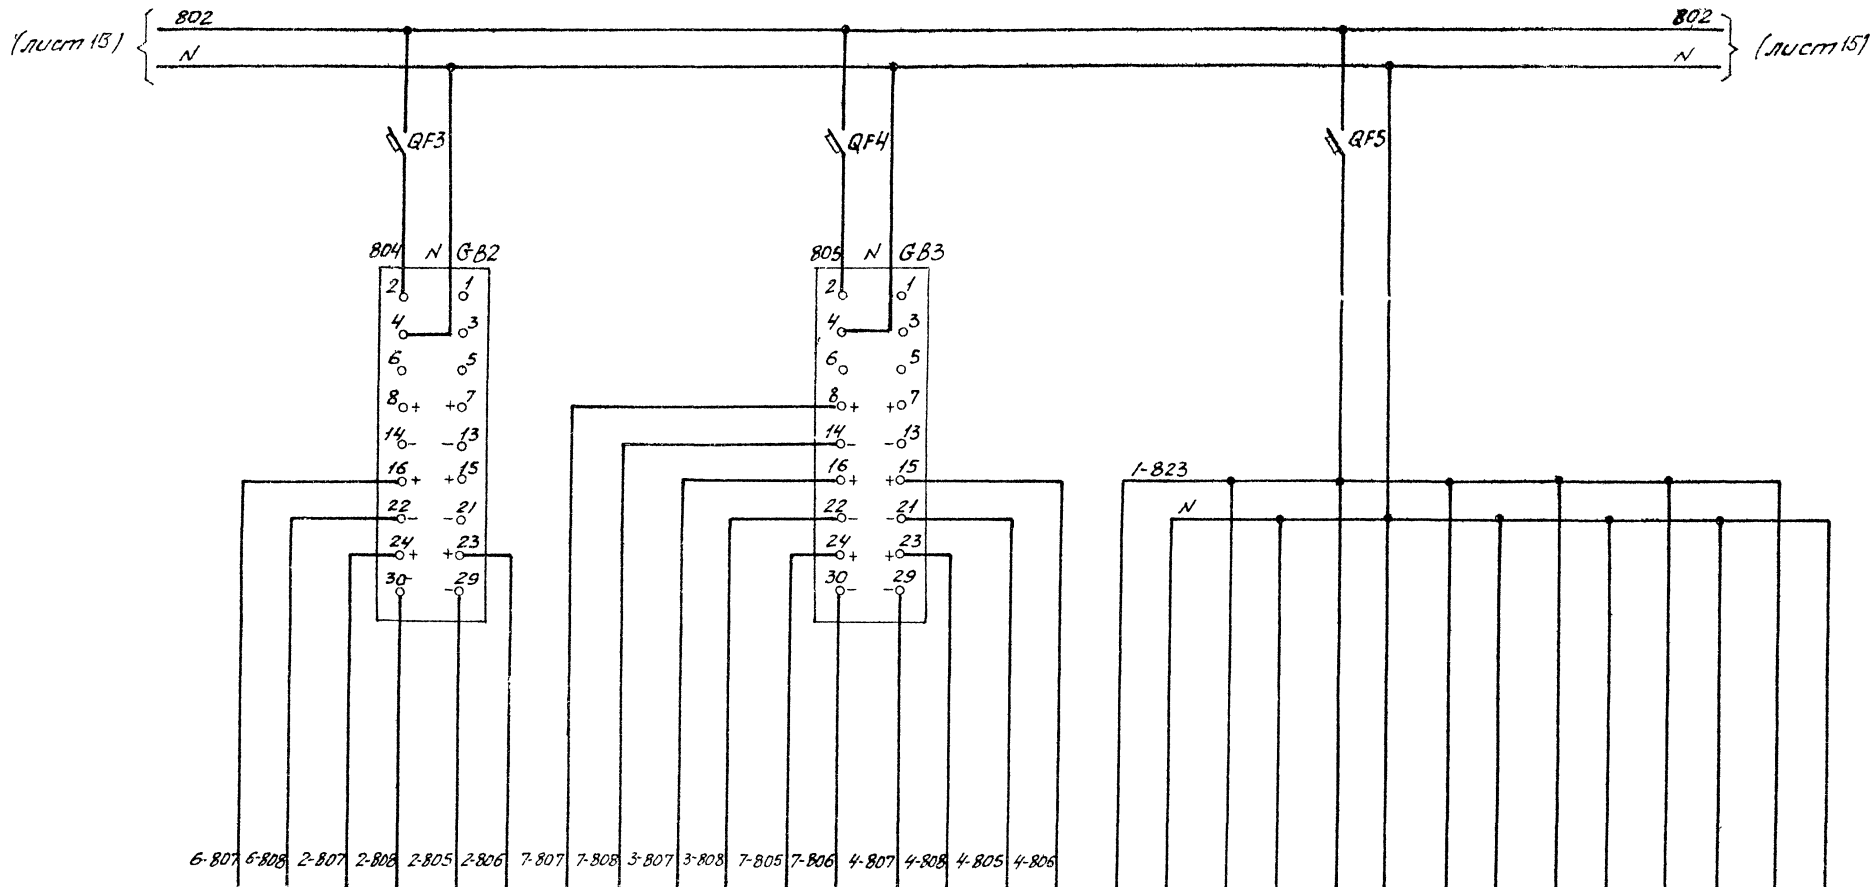 802 802
(лист 15) (лист 15)
N N
QF3 QF4 QF5
804 N GB2 805 N GB3
2 1 2 1
4 3 4 3
6 5 6 5
8 + + 7 8 + + 7
14 - - 13 14 - - 13
16 + + 15 16 + + 15 1-823
22 - - 21 22 - - 21 N
24 + + 23 24 + + 23
30 - - 29 30 - - 29
6-807 6-808 2-807 2-808 2-805 2-806 7-807 7-808 3-807 3-808 7-805 7-806 4-807 4-808 4-805 4-806